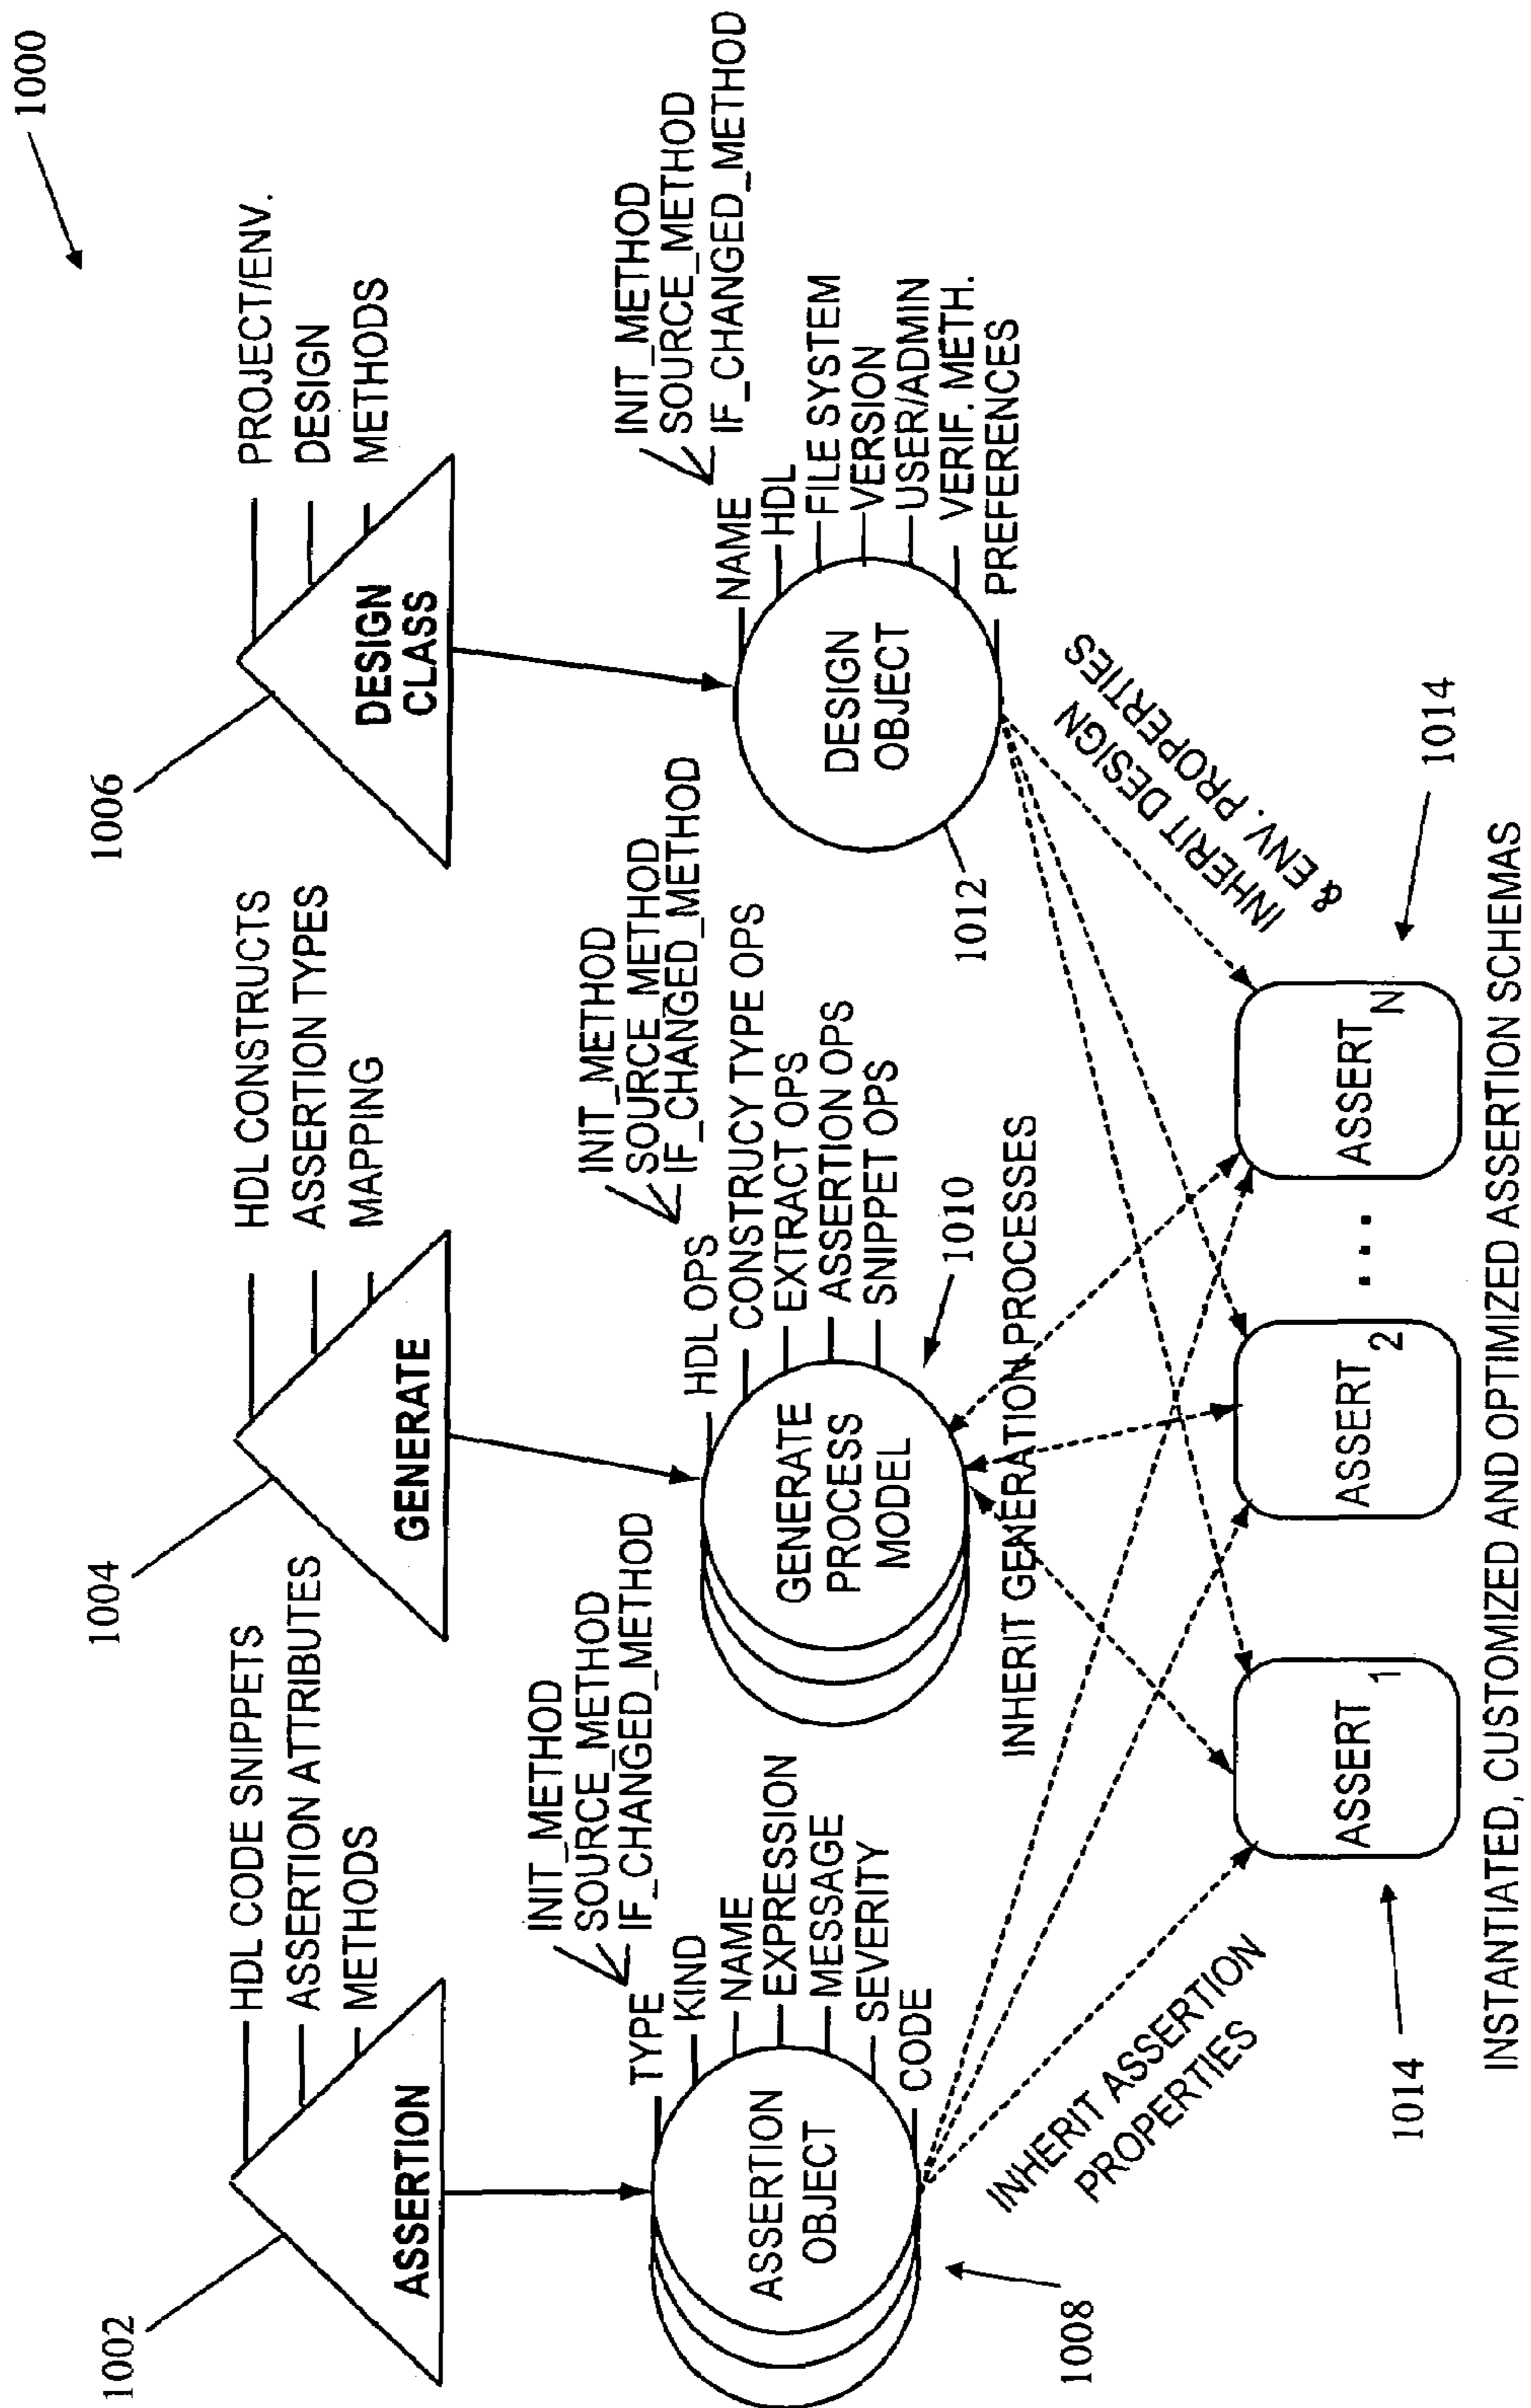 1000
1002
HDL CODE SNIPPETS
ASSERTION ATTRIBUTES
METHODS
ASSERTION
1004
HDL CONSTRUCTS
ASSERTION TYPES
MAPPING
GENERATE
1006
PROJECT/ENV.
DESIGN
METHODS
DESIGN
CLASS
INIT_METHOD
SOURCE_METHOD
IF_CHANGED_METHOD
TYPE
KIND
NAME
EXPRESSION
MESSAGE
SEVERITY
CODE
ASSERTION
OBJECT
1008
INIT_METHOD
SOURCE_METHOD
IF_CHANGED_METHOD
HDL OPS
CONSTRUCY TYPE OPS
EXTRACT OPS
ASSERTION OPS
SNIPPET OPS
GENERATE
PROCESS
MODEL
1010
INIT_METHOD
SOURCE_METHOD
IF_CHANGED_METHOD
NAME
HDL
FILE SYSTEM
VERSION
USER/ADMIN
VERIF. METH.
PREFERENCES
DESIGN
OBJECT
1012
INHERIT ASSERTION
PROPERTIES
INHERIT GENERATION PROCESSES
INHERIT DESIGN
& ENV. PROPERTIES
1014
ASSERT 1
ASSERT 2
...
ASSERT N
1014
INSTANTIATED, CUSTOMIZED AND OPTIMIZED ASSERTION SCHEMAS